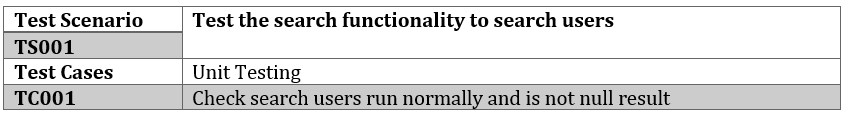 Test Scenario Test the search functionality to search users
TS001
Test Cases Unit Testing
TC001 Check search users run normally and is not null result